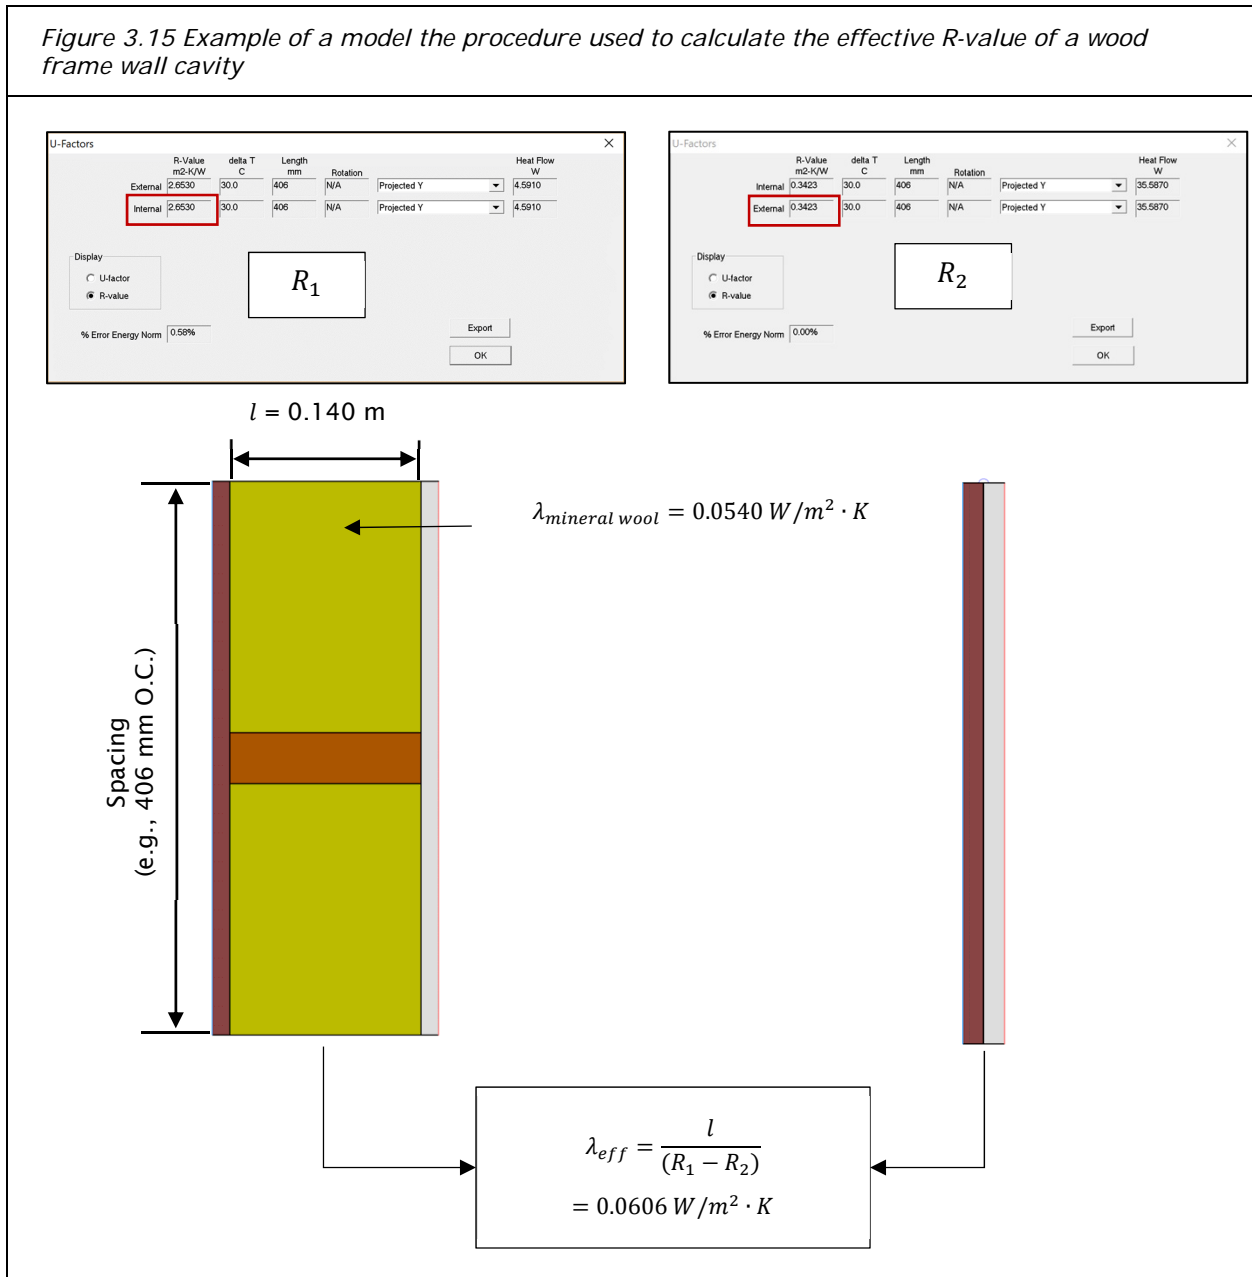 Figure 3.15 Example of a model the procedure used to calculate the effective R-value of a wood
frame wall cavity
U-Factors
R-Value delta T Length Heat Flow
m2-K/W C mm Rotation W
External 2.6530 30.0 406 N/A Projected Y 4.5910
Internal 2.6530 30.0 406 N/A Projected Y 4.5910
Display
U-factor
R-value
R₁
% Error Energy Norm 0.58%
Export
OK
U-Factors
R-Value delta T Length Heat Flow
m2-K/W C mm Rotation W
Internal 0.3423 30.0 406 N/A Projected Y 35.5870
External 0.3423 30.0 406 N/A Projected Y 35.5870
Display
U-factor
R-value
R₂
% Error Energy Norm 0.00%
Export
OK
l = 0.140 m
λmineral wool = 0.0540 W/m² · K
Spacing
(e.g., 406 mm O.C.)
λeff = l / (R₁ − R₂)
= 0.0606 W/m² · K